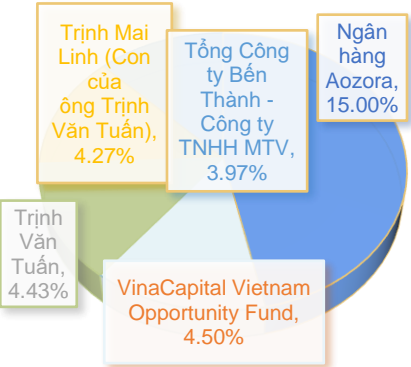 Trịnh Mai
Linh (Con
của
ông Trịnh
Văn Tuấn),
4.27%
Tổng Công
ty Bến
Thành -
Công ty
TNHH MTV,
3.97%
Ngân
hàng
Aozora,
15.00%
Trịnh
Văn
Tuấn,
4.43%
VinaCapital Vietnam
Opportunity Fund,
4.50%